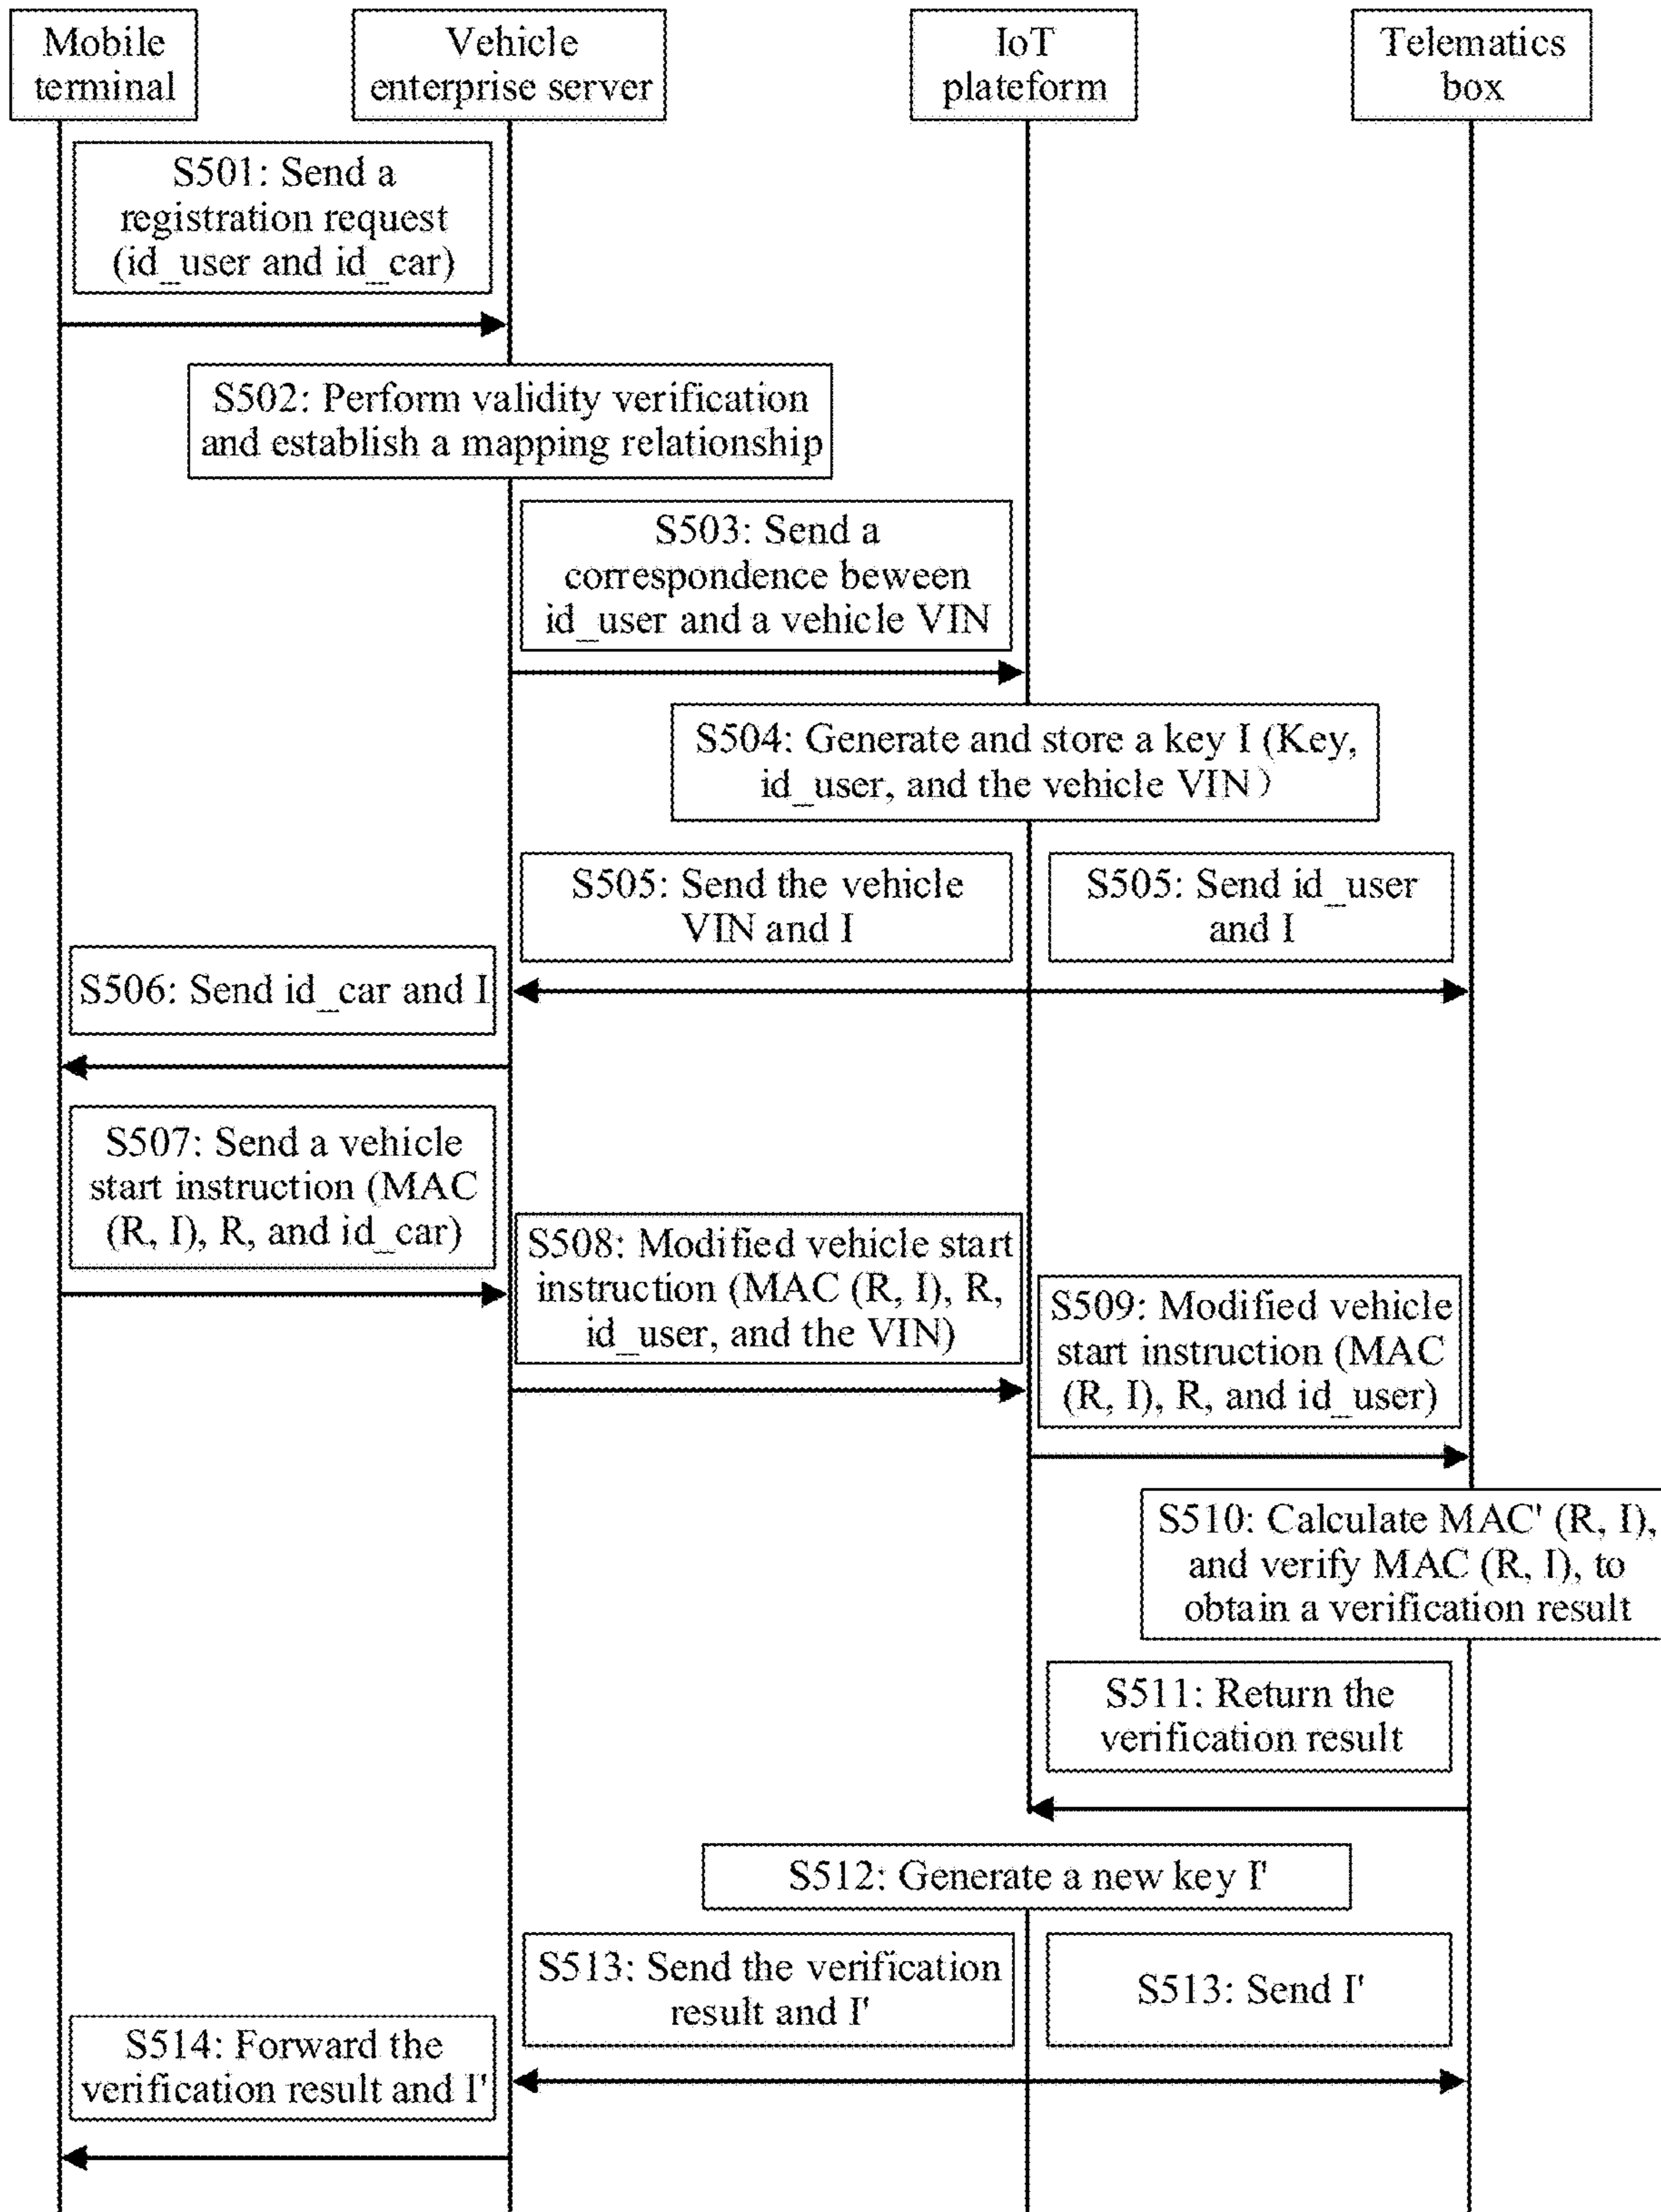 Mobile
terminal
Vehicle
enterprise server
IoT
plateform
Telematics
box
S501: Send a
registration request
(id_user and id_car)
S502: Perform validity verification
and establish a mapping relationship
S503: Send a
correspondence beween
id_user and a vehicle VIN
S504: Generate and store a key I (Key,
id_user, and the vehicle VIN）
S505: Send the vehicle
VIN and I
S505: Send id_user
and I
S506: Send id_car and I
S507: Send a vehicle
start instruction (MAC
(R, I), R, and id_car)
S508: Modified vehicle start
instruction (MAC (R, I), R,
id_user, and the VIN)
S509: Modified vehicle
start instruction (MAC
(R, I), R, and id_user)
S510: Calculate MAC' (R, I),
and verify MAC (R, I), to
obtain a verification result
S511: Return the
verification result
S512: Generate a new key I'
S513: Send the verification
result and I'
S513: Send I'
S514: Forward the
verification result and I'